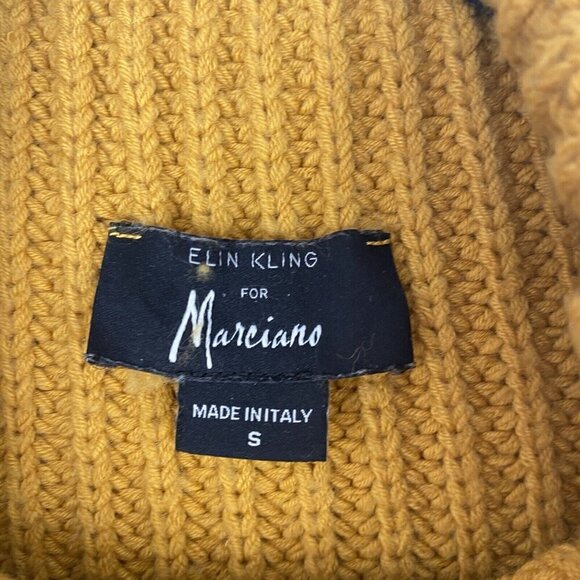 ELIN KLING
FOR
Marciano
MADE IN ITALY
S